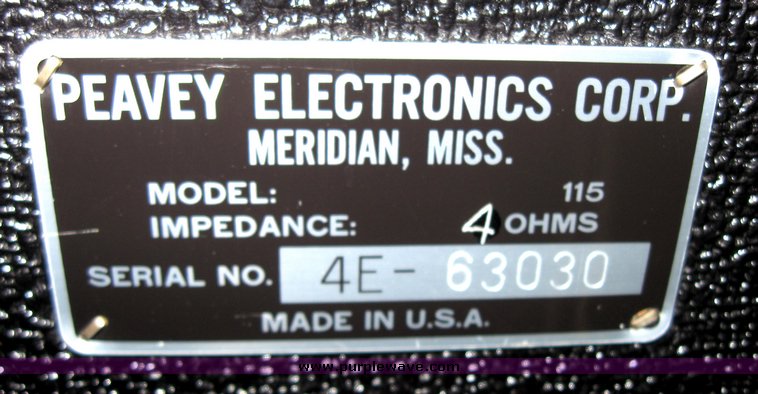 PEAVEY ELECTRONICS CORP.
MERIDIAN, MISS.
MODEL: 115
IMPEDANCE: 4 OHMS
SERIAL NO. 4E- 63030
MADE IN U.S.A.
www.purplewave.com